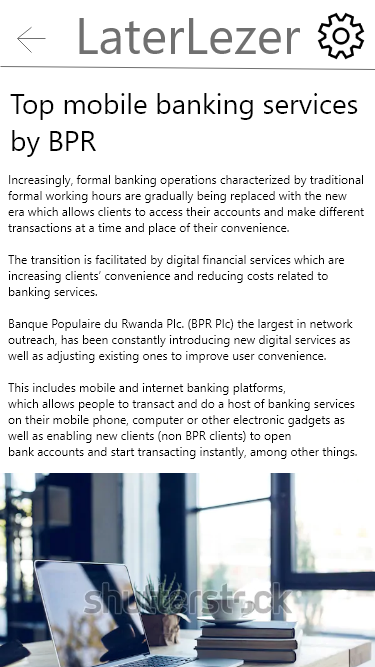 LaterLezer
Top mobile banking services
by BPR
Increasingly, formal banking operations characterized by traditional
formal working hours are gradually being replaced with the new
era which allows clients to access their accounts and make different
transactions at a time and place of their convenience.
The transition is facilitated by digital financial services which are
increasing clients’ convenience and reducing costs related to
banking services.
Banque Populaire du Rwanda Plc. (BPR Plc) the largest in network
outreach, has been constantly introducing new digital services as
well as adjusting existing ones to improve user convenience.
This includes mobile and internet banking platforms,
which allows people to transact and do a host of banking services
on their mobile phone, computer or other electronic gadgets as
well as enabling new clients (non BPR clients) to open
bank accounts and start transacting instantly, among other things.
shutterstock